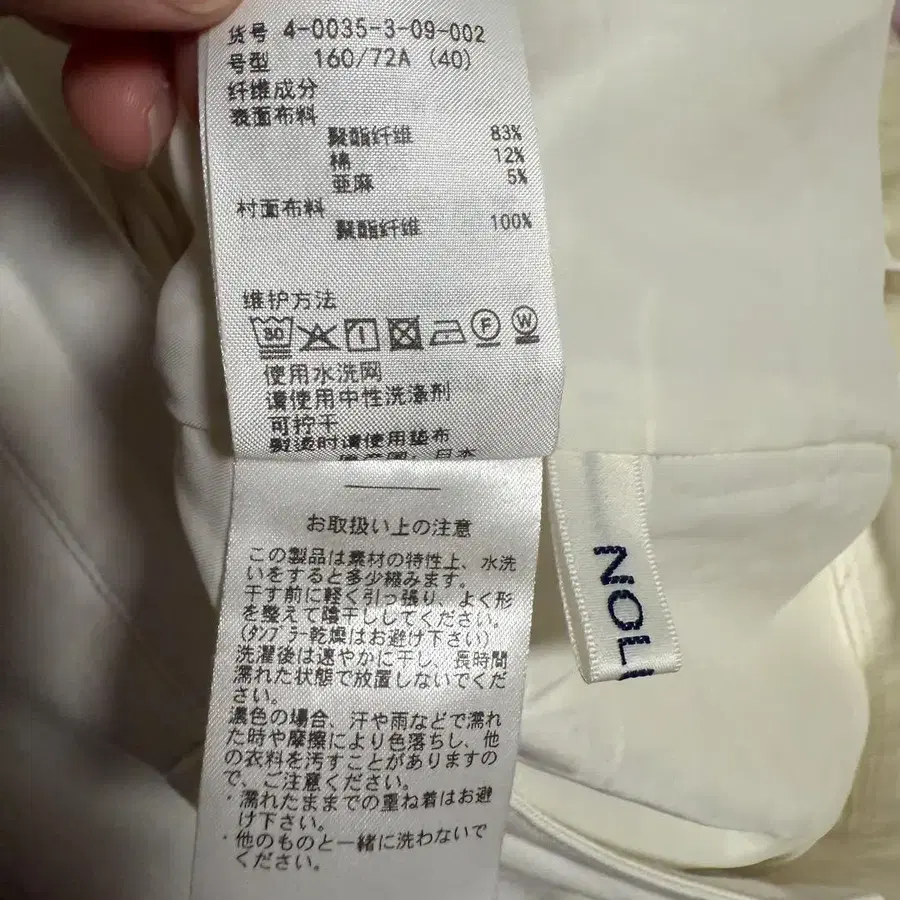 货号 4-0035-3-09-002
号型 160/72A (40)
纤维成分
表面布料
聚酯纤维 83%
棉 12%
亚麻 5%
村面布料
聚酯纤维 100%
维护方法
30
F W
使用水洗网
请使用中性洗涤剂
可拧干
熨烫时请使用垫布
お取扱い上の注意
この製品は素材の特性上、水洗
いをすると多少縮みます。
干す前に軽く引っ張り、よく形
を整えて陰干ししてください。
(タンブラー乾燥はお避け下さい)
洗濯後は速やかに干し、長時間
濡れた状態で放置しないでくだ
さい。
濃色の場合、汗や雨などで濡れ
た時や摩擦により色落ちし、他
の衣料を汚すことがありますの
で、ご注意ください。
・濡れたままでの重ね着はお避
け下さい。
・他のものと一緒に洗わないで
ください。
NOL